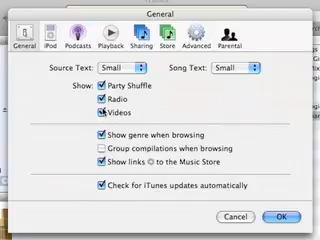 General
General iPod Podcasts Playback Sharing Store Advanced Parental
Source Text: Small Song Text: Small
Show: Party Shuffle
Radio
Videos
Show genre when browsing
Group compilations when browsing
Show links to the Music Store
Check for iTunes updates automatically
Cancel OK